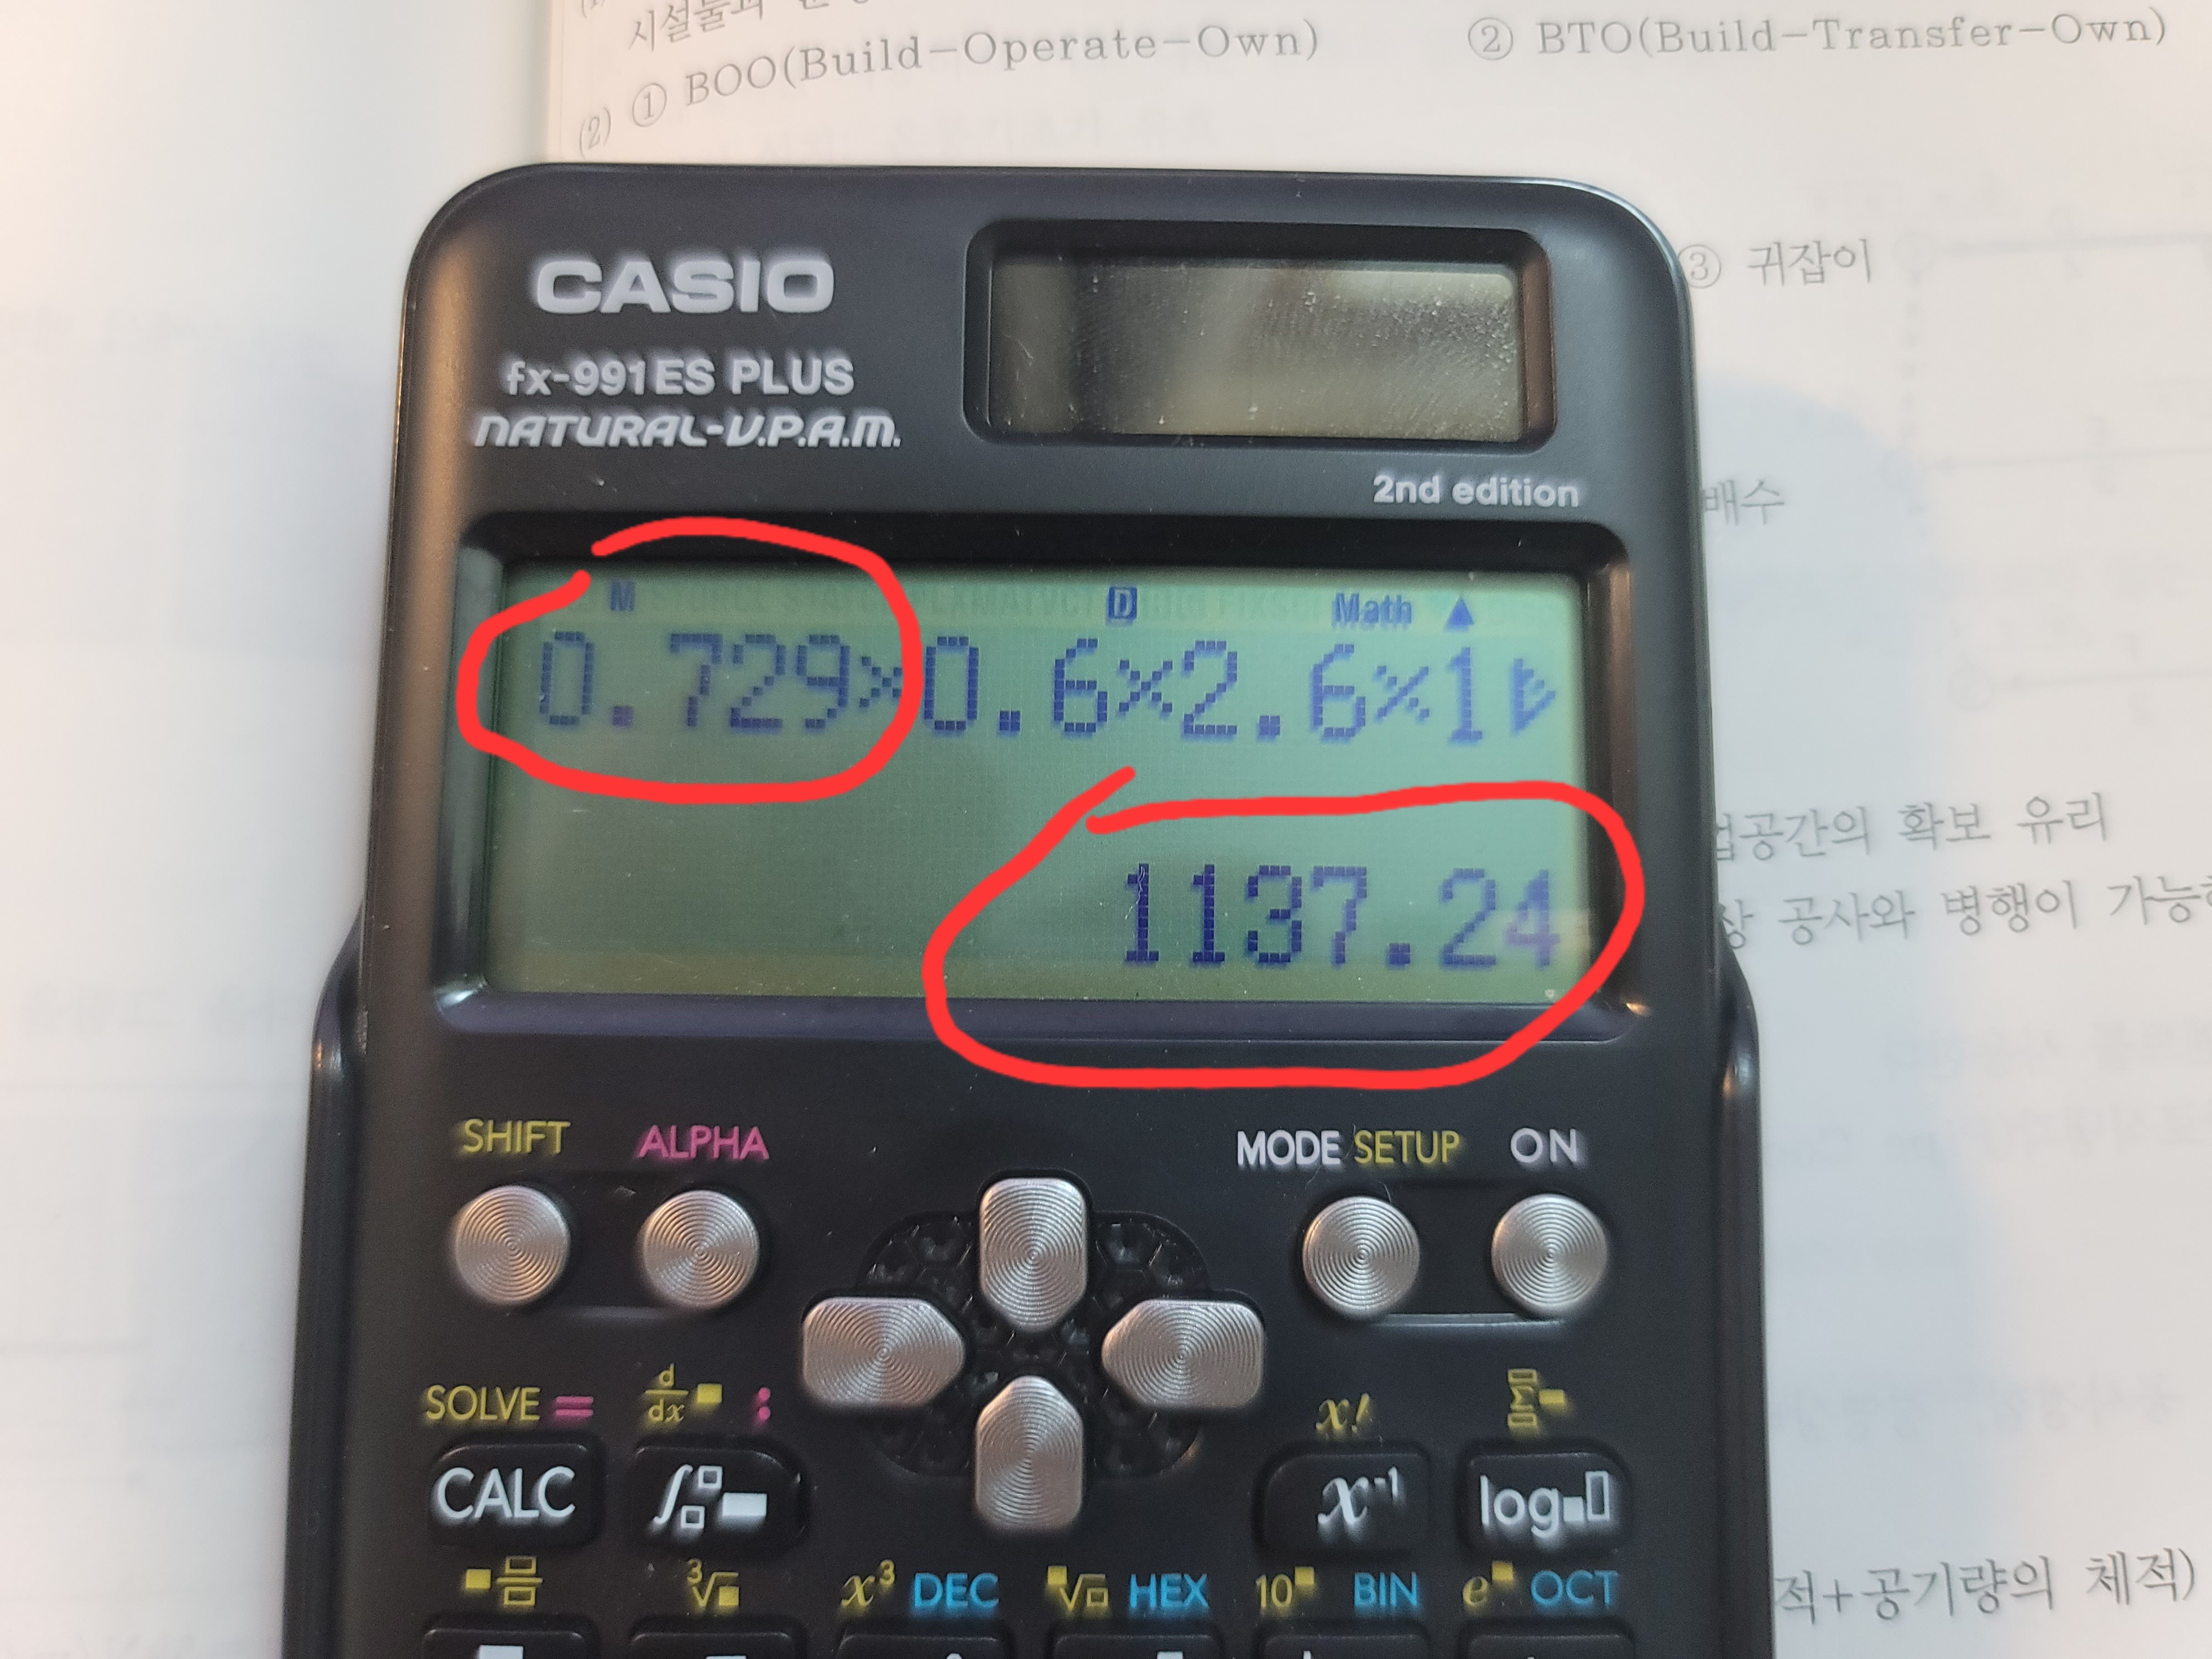 시설물과
(2) ① BOO(Build-Operate-Own) ② BTO(Build-Transfer-Own)
③ 귀잡이
배수
업공간의 확보 유리
상 공사와 병행이 가능
적+공기량의 체적)
CASIO
fx-991ES PLUS
NATURAL-V.P.A.M.
2nd edition
M D Math ▲
0.729×0.6×2.6×1
1137.24
SHIFT ALPHA MODE SETUP ON
SOLVE = d/dx■ : x! Σ
CALC ∫ x⁻¹ log
³√■ x³ DEC √ HEX 10■ BIN e■ OCT